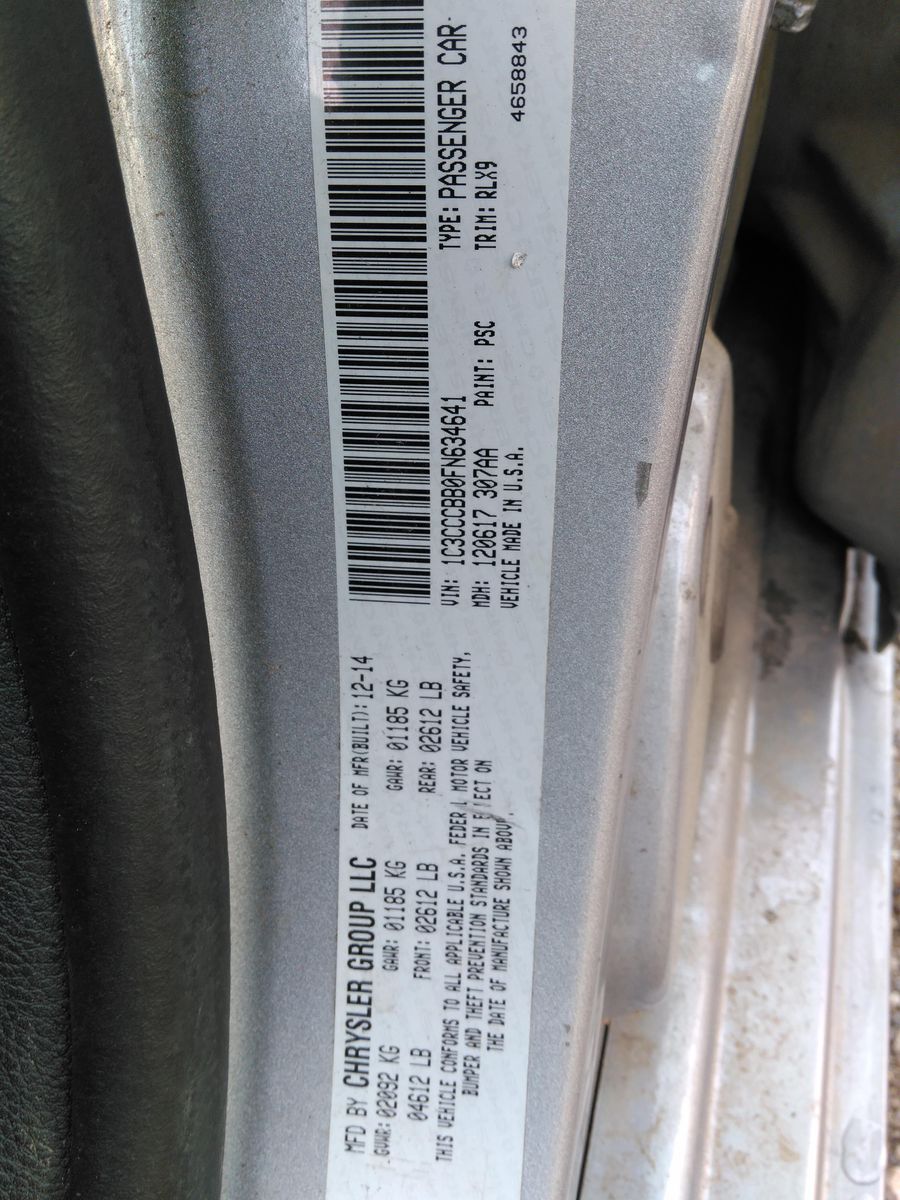 MFD BY CHRYSLER GROUP LLC DATE OF MFR(BUILT): 12-14
GVWR: 02092 KG GAWR: 01185 KG GAWR: 01185 KG
04612 LB FRONT: 02612 LB REAR: 02612 LB
THIS VEHICLE CONFORMS TO ALL APPLICABLE U.S.A. FEDER L MOTOR VEHICLE SAFETY,
BUMPER AND THEFT PREVENTION STANDARDS IN E ECT ON
THE DATE OF MANUFACTURE SHOWN ABOVE.
VIN: 1C3CCCBB0FN634641 TYPE: PASSENGER CAR
MDH: 120617 307AA PAINT: PSC TRIM: RLX9
VEHICLE MADE IN U.S.A.
4658843